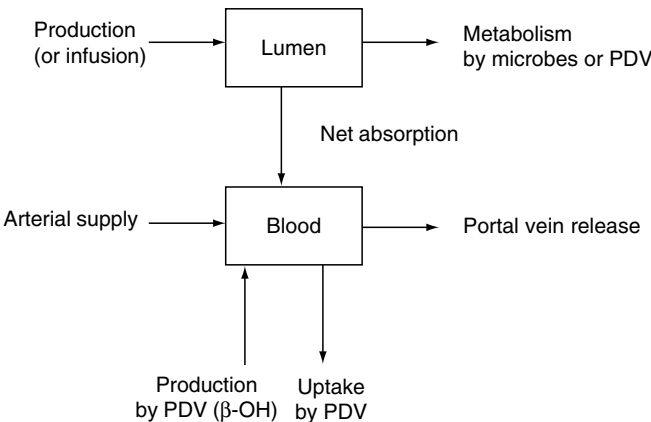 Production
(or infusion)
Lumen
Metabolism
by microbes or PDV
Net absorption
Arterial supply
Blood
Portal vein release
Production
by PDV (β-OH)
Uptake
by PDV